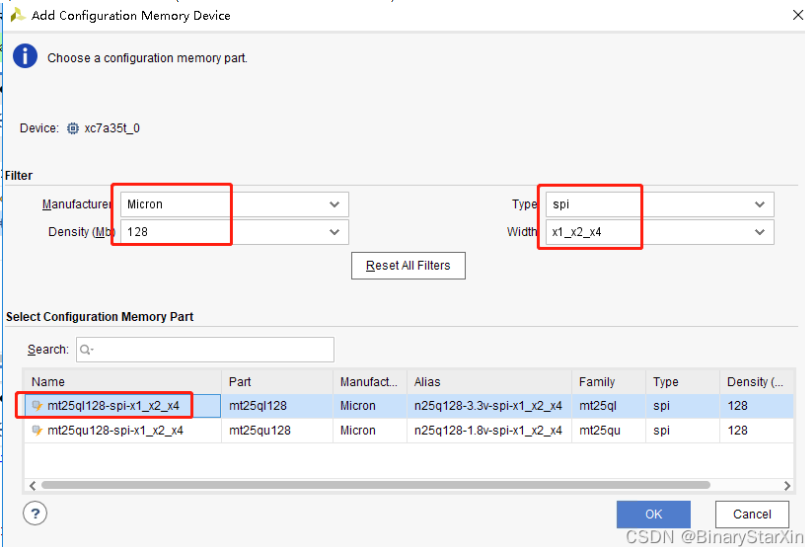 Add Configuration Memory Device
Choose a configuration memory part.
Device: xc7a35t_0
Filter
Manufacturer Micron Type spi
Density (Mb) 128 Width x1_x2_x4
Reset All Filters
Select Configuration Memory Part
Search: Q-
Name Part Manufact... Alias Family Type Density (...
mt25ql128-spi-x1_x2_x4 mt25ql128 Micron n25q128-3.3v-spi-x1_x2_x4 mt25ql spi 128
mt25qu128-spi-x1_x2_x4 mt25qu128 Micron n25q128-1.8v-spi-x1_x2_x4 mt25qu spi 128
?
OK Cancel
CSDN @BinaryStarXin